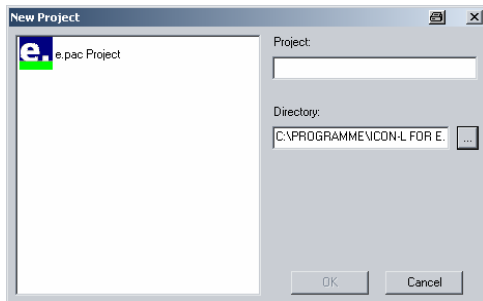 New Project
e. e.pac Project
Project:
Directory:
C:\PROGRAMME\ICON-L FOR E.
...
OK
Cancel